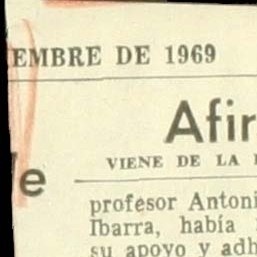 EMBRE DE 1969
Afir
VIENE DE LA
e
profesor Antoni
Ibarra, había
su apoyo y adh